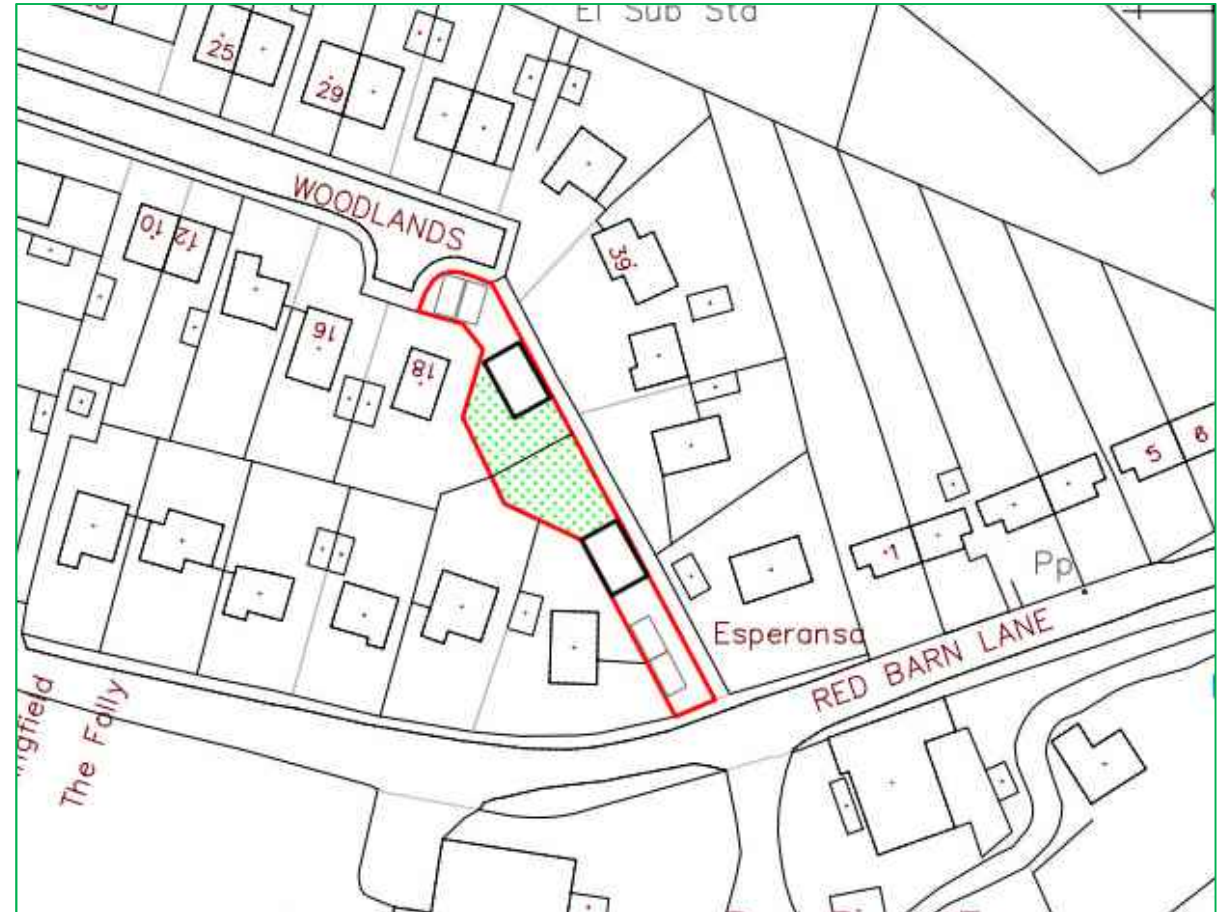 El Sub Sta
25
29
WOODLANDS
10 12
39
16
18
5 6
1
Pp
Esperansa
RED BARN LANE
The Folly